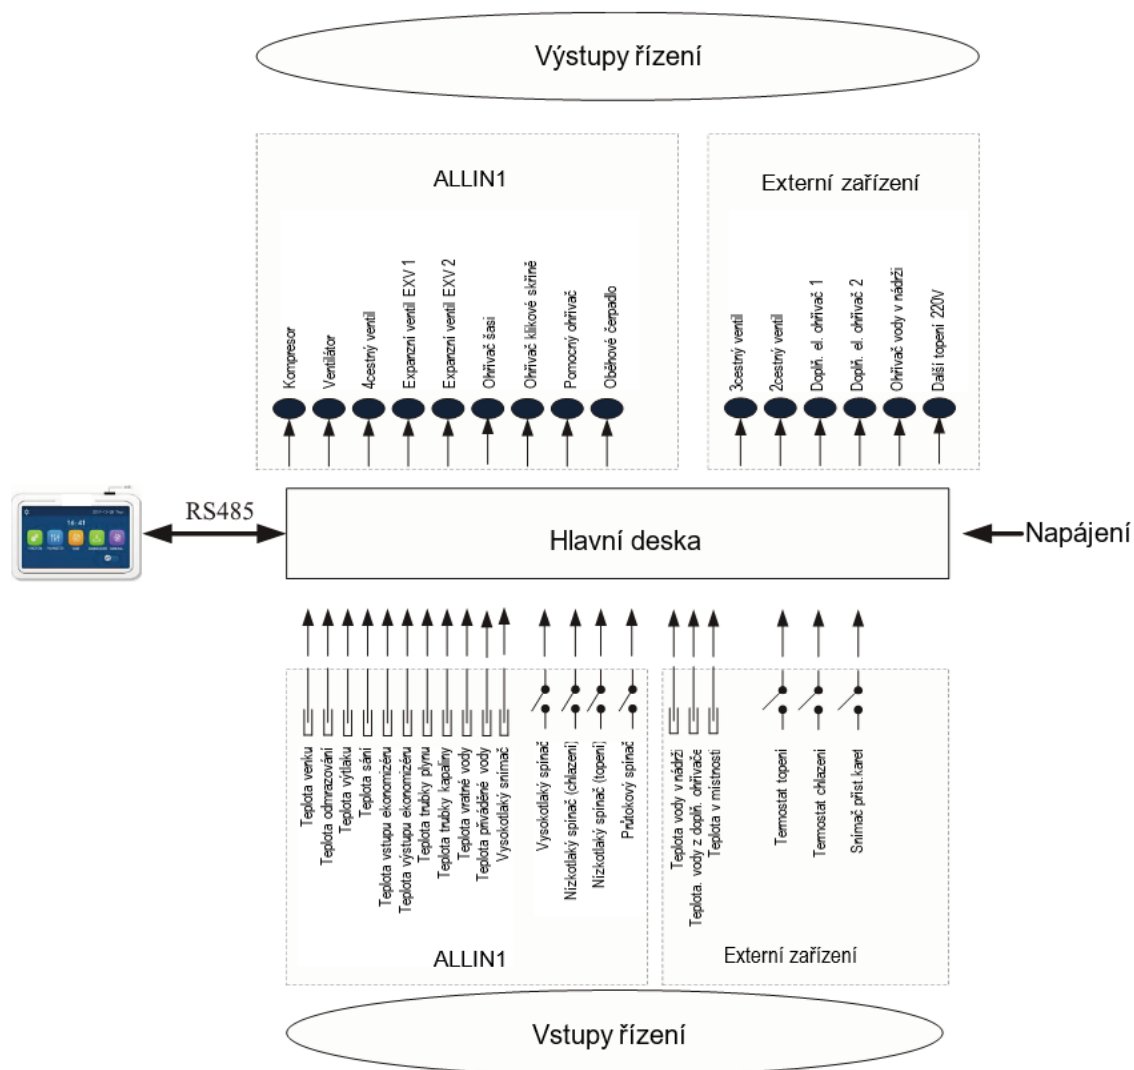 Výstupy řízení
ALLIN1
Externí zařízení
Kompresor
Ventilátor
4cestný ventil
Expanzní ventil EXV 1
Expanzní ventil EXV 2
Ohřívač šasi
Ohřívač klikové skříně
Pomocný ohřívač
Oběhové čerpadlo
3cestný ventil
2cestný ventil
Doplň. el. ohřívač 1
Doplň. el. ohřívač 2
Ohřívač vody v nádrži
Další topení 220V
16:41
RS485
Hlavní deska
Napájení
Teplota venku
Teplota odmrazování
Teplota výtlaku
Teplota sání
Teplota vstupu ekonomizéru
Teplota výstupu ekonomizéru
Teplota trubky plynu
Teplota trubky kapaliny
Teplota vratné vody
Teplota přiváděné vody
Vysokotlaký snímač
Vysokotlaký spínač
Nízkotlaký spínač (chlazení)
Nízkotlaký spínač (topení)
Průtokový spínač
Teplota vody v nádrži
Teplota. vody z doplň. ohřívače
Teplota v místnosti
Termostat topení
Termostat chlazení
Snímač příst.karet
ALLIN1
Externí zařízení
Vstupy řízení